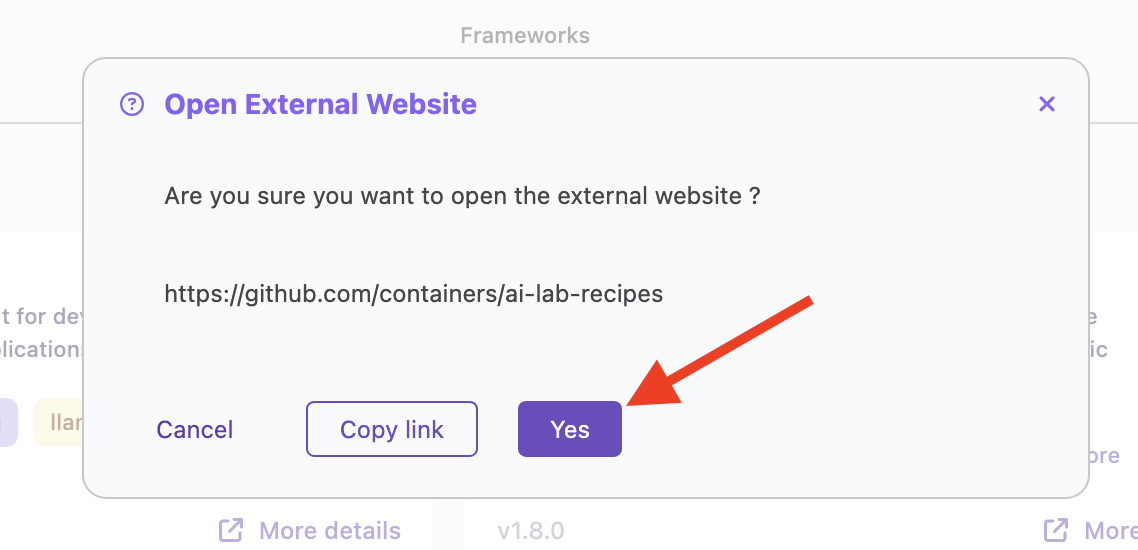 Frameworks
Open External Website
Are you sure you want to open the external website ?
https://github.com/containers/ai-lab-recipes
t for dev
lications
llar
ic
ore
Cancel
Copy link
Yes
More details
v1.8.0
More